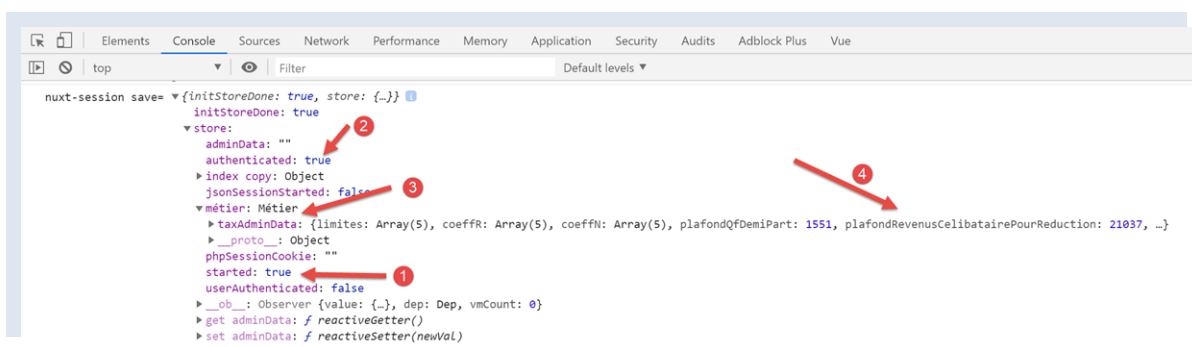 Elements Console Sources Network Performance Memory Application Security Audits Adblock Plus Vue
top Filter Default levels ▼
nuxt-session save= ▼{initStoreDone: true, store: {…}} i
initStoreDone: true
▼store:
2
adminData: ""
authenticated: true
▶index copy: Object
4
jsonSessionStarted: false
3
▼métier: Métier
▶taxAdminData: {limites: Array(5), coeffR: Array(5), coeffN: Array(5), plafondQfDemiPart: 1551, plafondRevenusCelibatairePourReduction: 21037, …}
▶__proto__: Object
phpSessionCookie: ""
started: true
1
userAuthenticated: false
▶__ob__: Observer {value: {…}, dep: Dep, vmCount: 0}
▶get adminData: ƒ reactiveGetter()
▶set adminData: ƒ reactiveSetter(newVal)